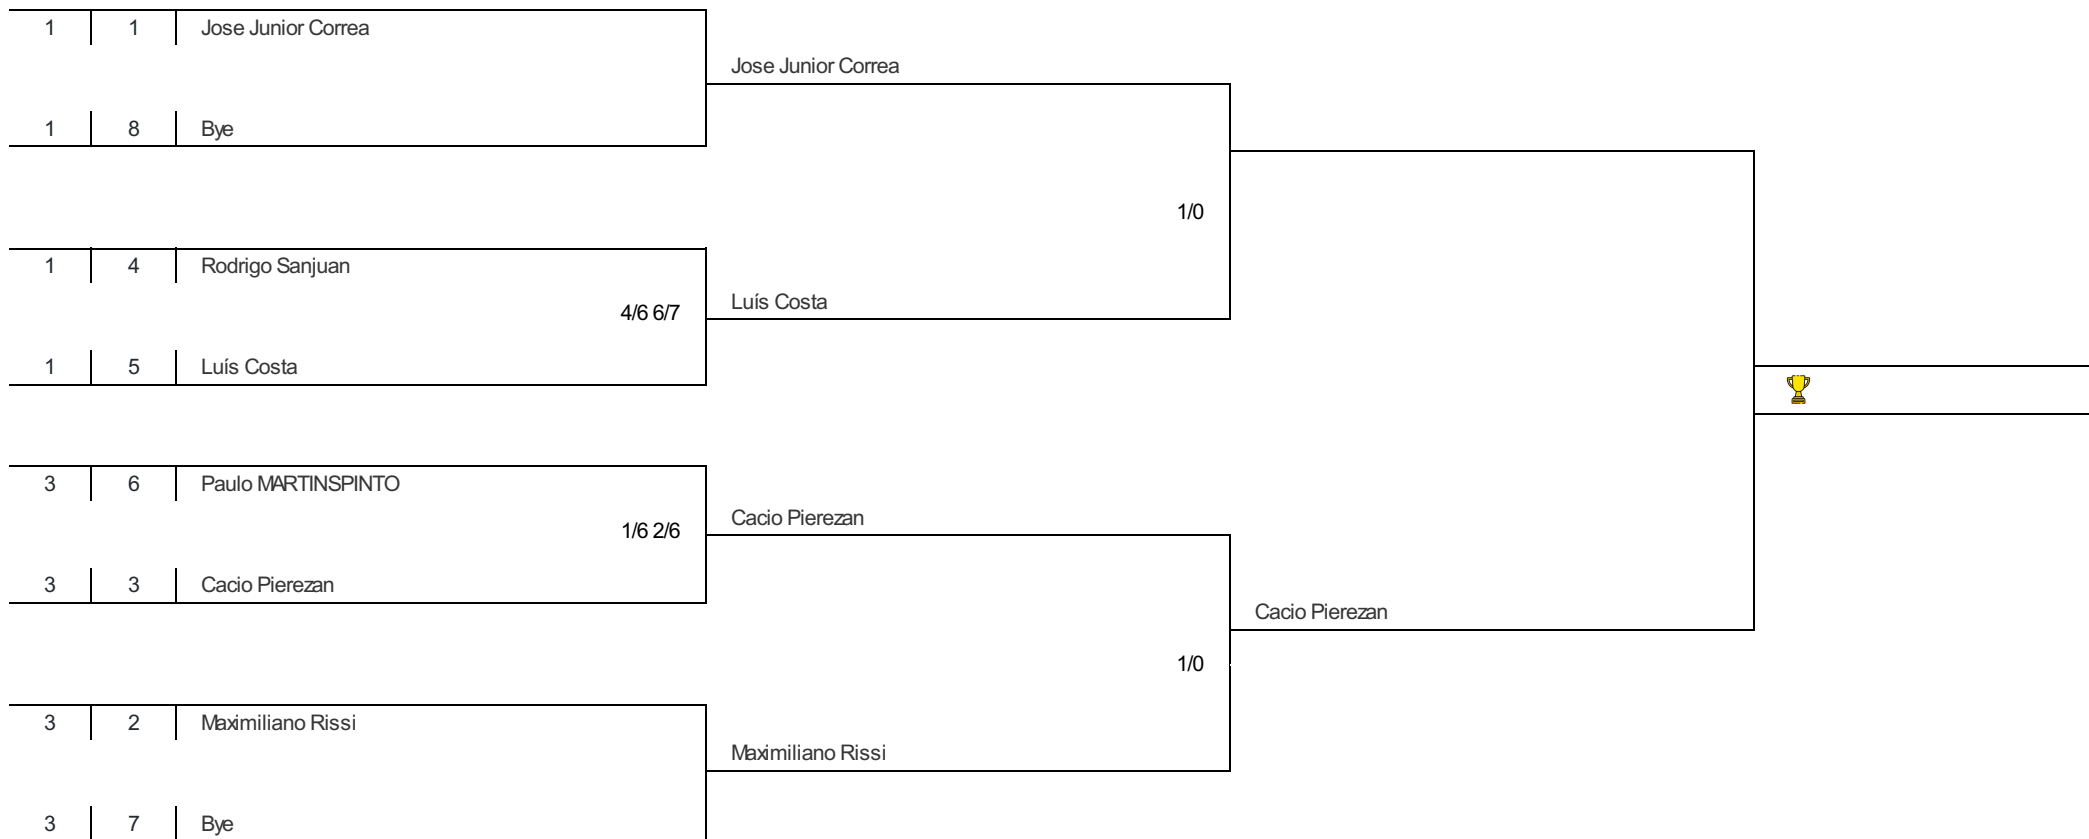 1 1 Jose Junior Correa
Jose Junior Correa
1 8 Bye
1/0
1 4 Rodrigo Sanjuan
4/6 6/7
Luís Costa
1 5 Luís Costa
3 6 Paulo MARTINSPINTO
1/6 2/6
Cacio Pierezan
3 3 Cacio Pierezan
Cacio Pierezan
1/0
3 2 Maximiliano Rissi
Maximiliano Rissi
3 7 Bye